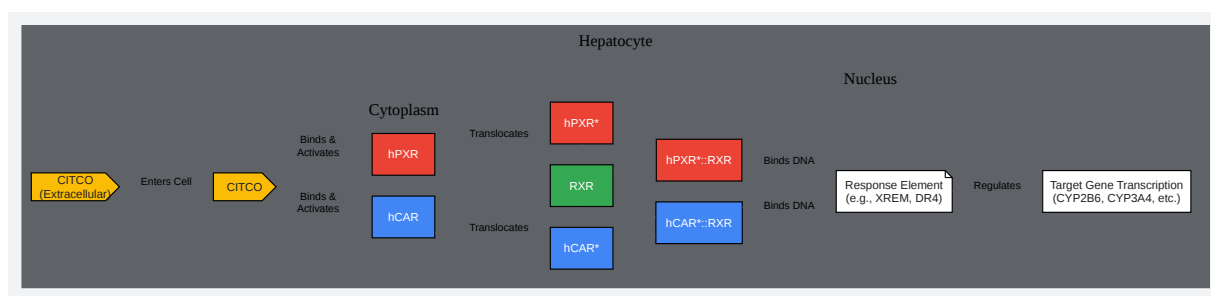 Hepatocyte
Nucleus
Cytoplasm
CITCO
(Extracellular)
Enters Cell
CITCO
Binds &
Activates
Binds &
Activates
hPXR
hCAR
Translocates
Translocates
hPXR*
RXR
hCAR*
hPXR*::RXR
hCAR*::RXR
Binds DNA
Binds DNA
Response Element
(e.g., XREM, DR4)
Regulates
Target Gene Transcription
(CYP2B6, CYP3A4, etc.)